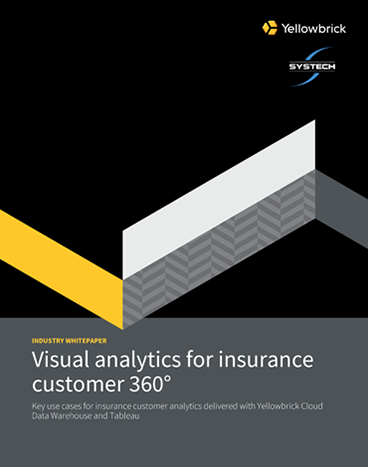 Yellowbrick
SYSTECH
INDUSTRY WHITEPAPER
Visual analytics for insurance
customer 360°
Key use cases for insurance customer analytics delivered with Yellowbrick Cloud
Data Warehouse and Tableau